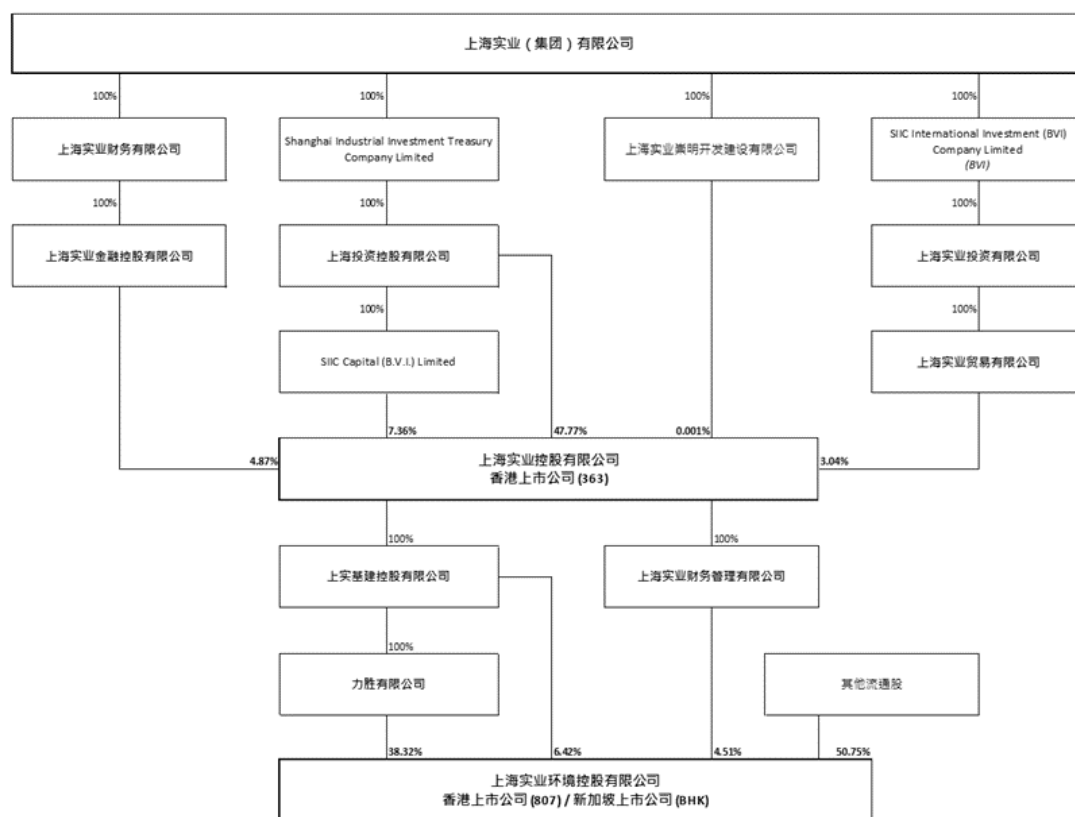 上海实业（集团）有限公司
100%
100%
100%
100%
上海实业财务有限公司
Shanghai Industrial Investment Treasury
Company Limited
上海实业崇明开发建设有限公司
SIIC International Investment (BVI)
Company Limited
(BVI)
100%
100%
100%
上海实业金融控股有限公司
上海投资控股有限公司
上海实业投资有限公司
100%
100%
SIIC Capital (B.V.I.) Limited
上海实业贸易有限公司
7.36%
47.77%
0.001%
4.87%
上海实业控股有限公司
香港上市公司 (363)
3.04%
100%
100%
上实基建控股有限公司
上海实业财务管理有限公司
100%
力胜有限公司
其他流通股
38.32%
6.42%
4.51%
50.75%
上海实业环境控股有限公司
香港上市公司 (807) / 新加坡上市公司 (BHK)